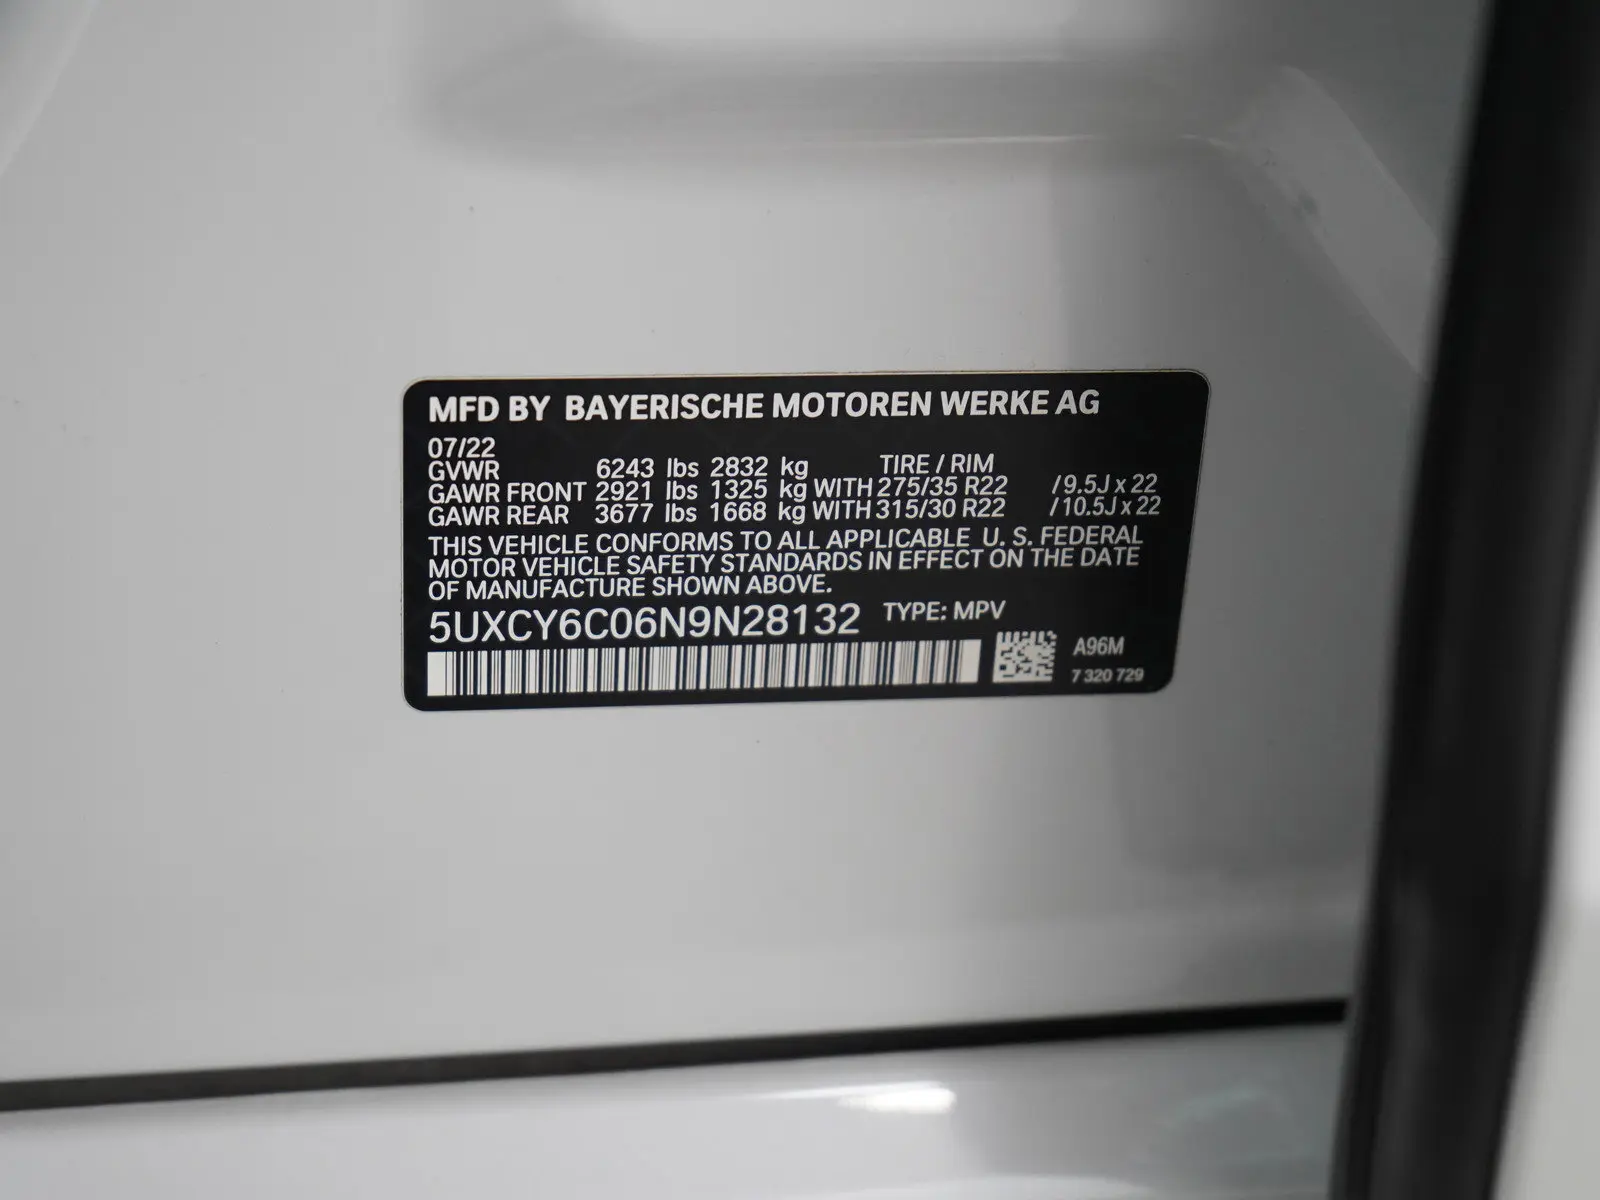 MFD BY BAYERISCHE MOTOREN WERKE AG
07/22
GVWR 6243 lbs 2832 kg TIRE / RIM
GAWR FRONT 2921 lbs 1325 kg WITH 275/35 R22 /9.5J x 22
GAWR REAR 3677 lbs 1668 kg WITH 315/30 R22 /10.5J x 22
THIS VEHICLE CONFORMS TO ALL APPLICABLE U. S. FEDERAL
MOTOR VEHICLE SAFETY STANDARDS IN EFFECT ON THE DATE
OF MANUFACTURE SHOWN ABOVE.
5UXCY6C06N9N28132 TYPE: MPV
A96M
7 320 729